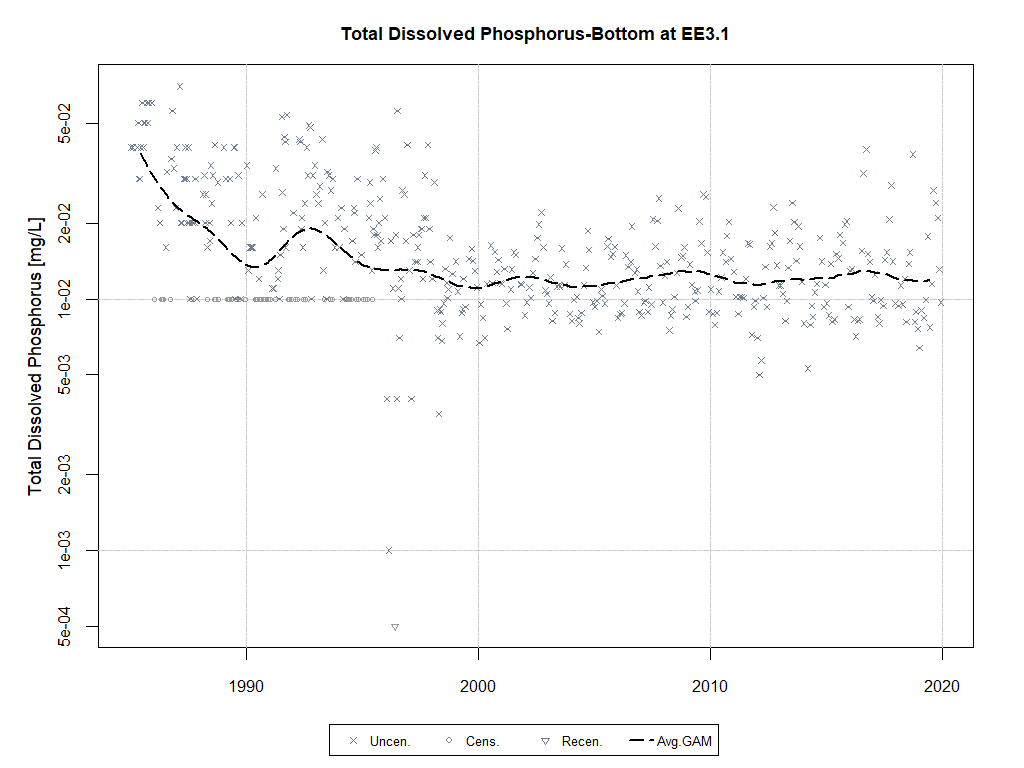 Total Dissolved Phosphorus-Bottom at EE3.1
Total Dissolved Phosphorus [mg/L]
5e-02
2e-02
1e-02
5e-03
2e-03
1e-03
5e-04
1990 2000 2010 2020
Uncen. Cens. Recen. Avg.GAM